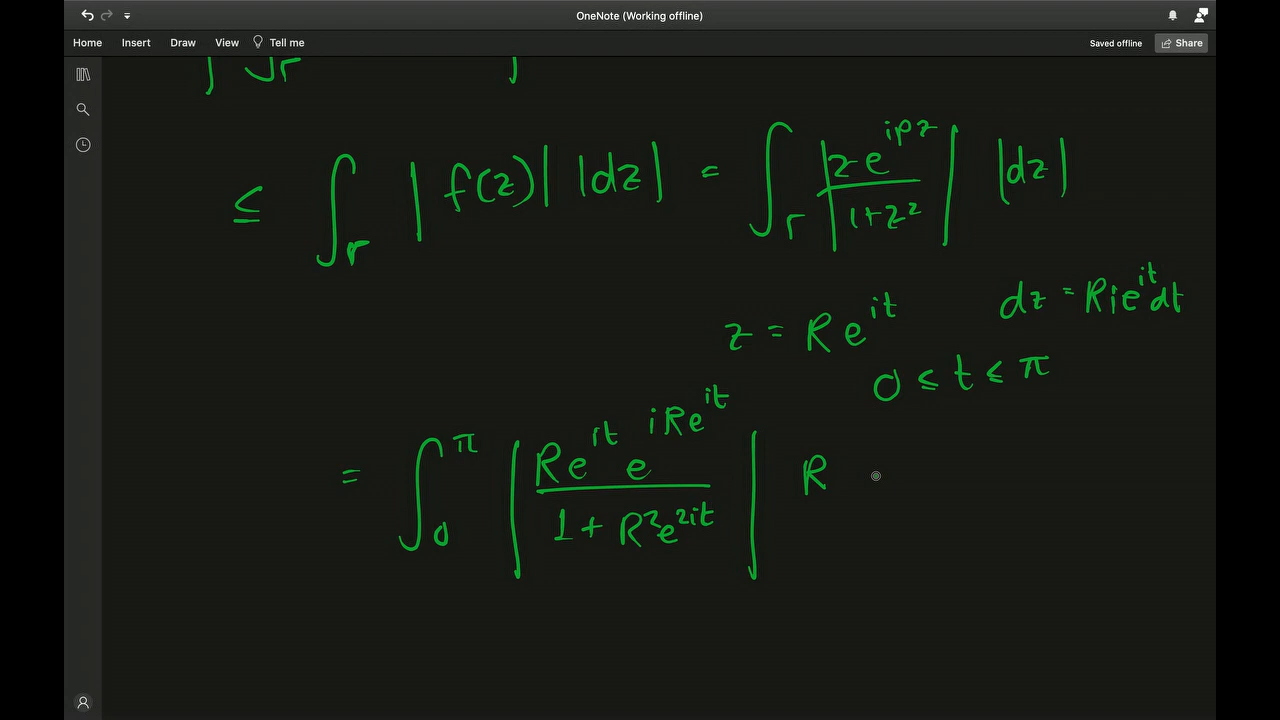 OneNote (Working offline)
Home Insert Draw View Tell me Saved offline Share
∫ ∫_Γ ∫
≤ ∫_Γ |f(z)| |dz| = ∫_Γ |z e^{ipz} / 1+z²| |dz|
z = Re^{it} dz = Rie^{it}dt
0 ≤ t ≤ π
= ∫_0^π |Re^{it} e^{iRe^{it}} / 1 + R²e^{2it}| R